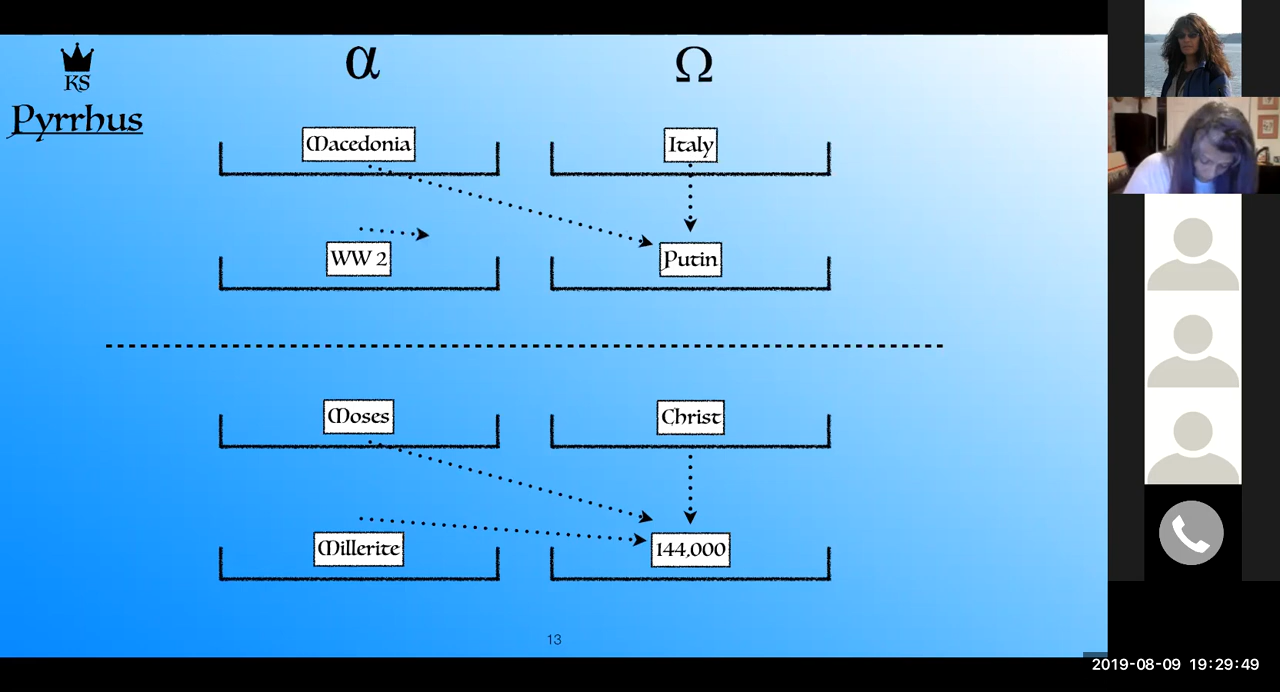 α
Ω
KS
Pyrrhus
Macedonia
Italy
WW 2
Putin
Moses
Christ
Millerite
144,000
13
2019-08-09 19:29:49